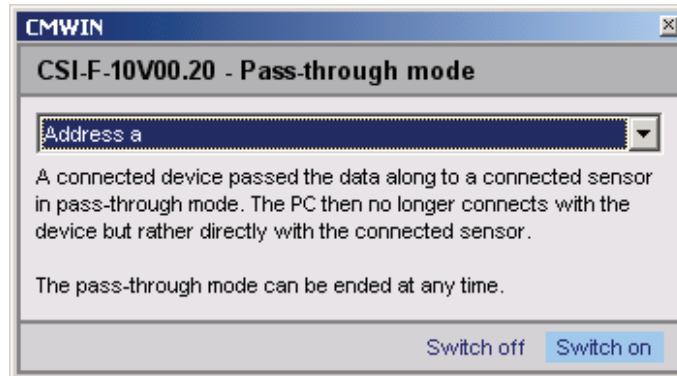 CMWIN
CSI-F-10V00.20 - Pass-through mode
Address a
A connected device passed the data along to a connected sensor
in pass-through mode. The PC then no longer connects with the
device but rather directly with the connected sensor.
The pass-through mode can be ended at any time.
Switch off Switch on